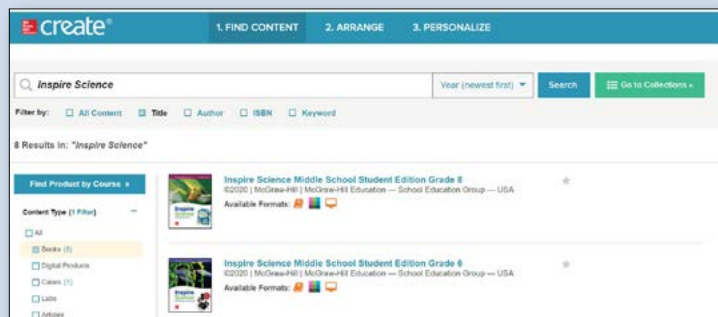 create®
1. FIND CONTENT 2. ARRANGE 3. PERSONALIZE
Inspire Science
Year (newest first)
Search
Go to Collections »
Filter by: All Content Title Author ISBN Keyword
8 Results in: "Inspire Science"
Find Product by Course »
Content Type (1 Filter)
All
Books (8)
Digital Products
Cases (1)
Labs
Articles
Inspire Science Middle School Student Edition Grade 8
©2020 | McGraw-Hill | McGraw-Hill Education — School Education Group — USA
Available Formats:
Inspire Science Middle School Student Edition Grade 6
©2020 | McGraw-Hill | McGraw-Hill Education — School Education Group — USA
Available Formats: